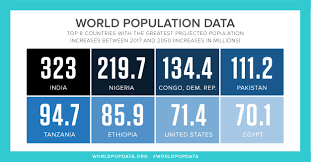 WORLD POPULATION DATA
TOP 8 COUNTRIES WITH THE GREATEST PROJECTED POPULATION
INCREASES BETWEEN 2017 AND 2050 (INCREASES IN MILLIONS)
323 219.7 134.4 111.2
INDIA NIGERIA CONGO, DEM. REP. PAKISTAN
94.7 85.9 71.4 70.1
TANZANIA ETHIOPIA UNITED STATES EGYPT
WORLDPOPDATA.ORG #WORLDPOPDATA